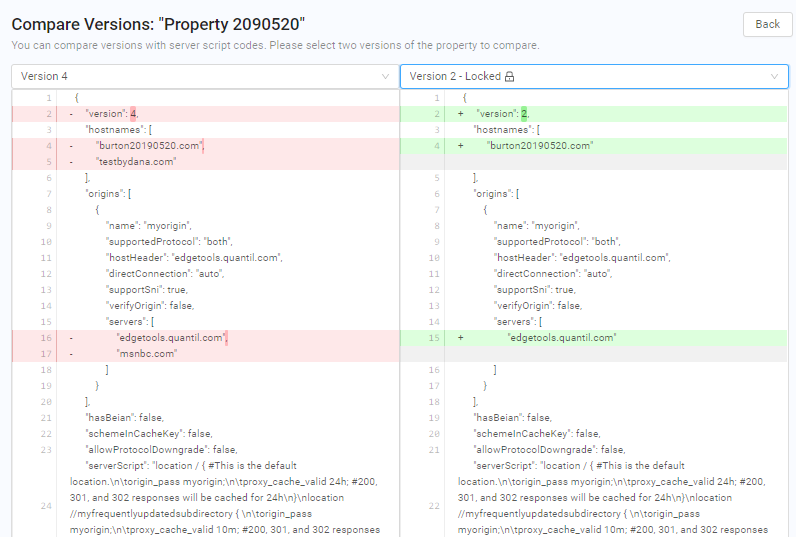 Compare Versions: "Property 2090520"
Back
You can compare versions with server script codes. Please select two versions of the property to compare.
Version 4
1 {
2 - "version": 4,
3 "hostnames": [
4 - "burton20190520.com",
5 - "testbydana.com"
6 ],
7 "origins": [
8 {
9 "name": "myorigin",
10 "supportedProtocol": "both",
11 "hostHeader": "edgetools.quantil.com",
12 "directConnection": "auto",
13 "supportSni": true,
14 "verifyOrigin": false,
15 "servers": [
16 - "edgetools.quantil.com",
17 - "msnbc.com"
18 ]
19 }
20 ],
21 "hasBeian": false,
22 "schemeInCacheKey": false,
23 "allowProtocolDowngrade": false,
"serverScript": "location / { #This is the default
location.\n\torigin_pass myorigin;\n\tproxy_cache_valid 24h; #200,
301, and 302 responses will be cached for 24h\n}\nlocation
24 //myfrequentlyupdatedsubdirectory { \n\torigin_pass
myorigin;\n\tproxy_cache_valid 10m; #200, 301, and 302 responses
Version 2 - Locked
1 {
2 + "version": 2,
3 "hostnames": [
4 + "burton20190520.com"
5 ],
6 "origins": [
7 {
8 "name": "myorigin",
9 "supportedProtocol": "both",
10 "hostHeader": "edgetools.quantil.com",
11 "directConnection": "auto",
12 "supportSni": true,
13 "verifyOrigin": false,
14 "servers": [
15 + "edgetools.quantil.com"
16 ]
17 }
18 ],
19 "hasBeian": false,
20 "schemeInCacheKey": false,
21 "allowProtocolDowngrade": false,
"serverScript": "location / { #This is the default
location.\n\torigin_pass myorigin;\n\tproxy_cache_valid 24h; #200,
301, and 302 responses will be cached for 24h\n}\nlocation
22 //myfrequentlyupdatedsubdirectory { \n\torigin_pass
myorigin;\n\tproxy_cache_valid 10m; #200, 301, and 302 responses